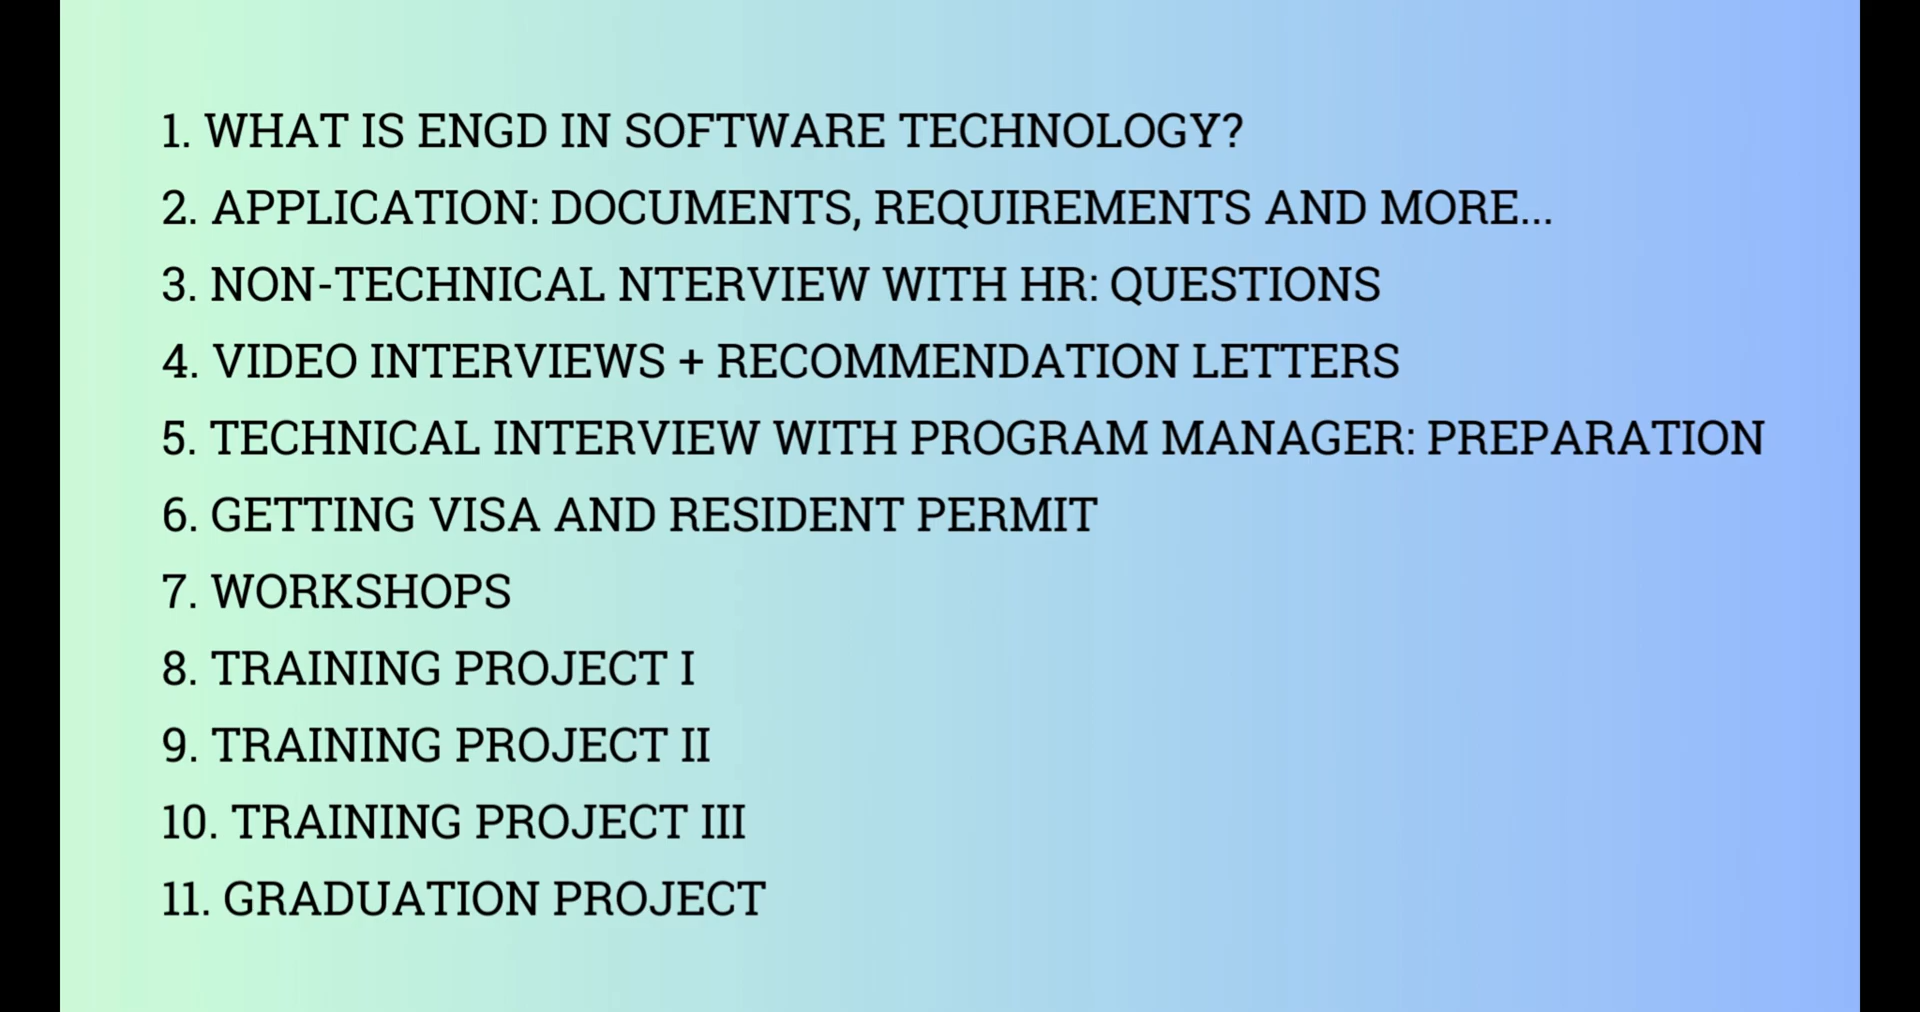 1. WHAT IS ENGD IN SOFTWARE TECHNOLOGY?
2. APPLICATION: DOCUMENTS, REQUIREMENTS AND MORE...
3. NON-TECHNICAL NTERVIEW WITH HR: QUESTIONS
4. VIDEO INTERVIEWS + RECOMMENDATION LETTERS
5. TECHNICAL INTERVIEW WITH PROGRAM MANAGER: PREPARATION
6. GETTING VISA AND RESIDENT PERMIT
7. WORKSHOPS
8. TRAINING PROJECT I
9. TRAINING PROJECT II
10. TRAINING PROJECT III
11. GRADUATION PROJECT